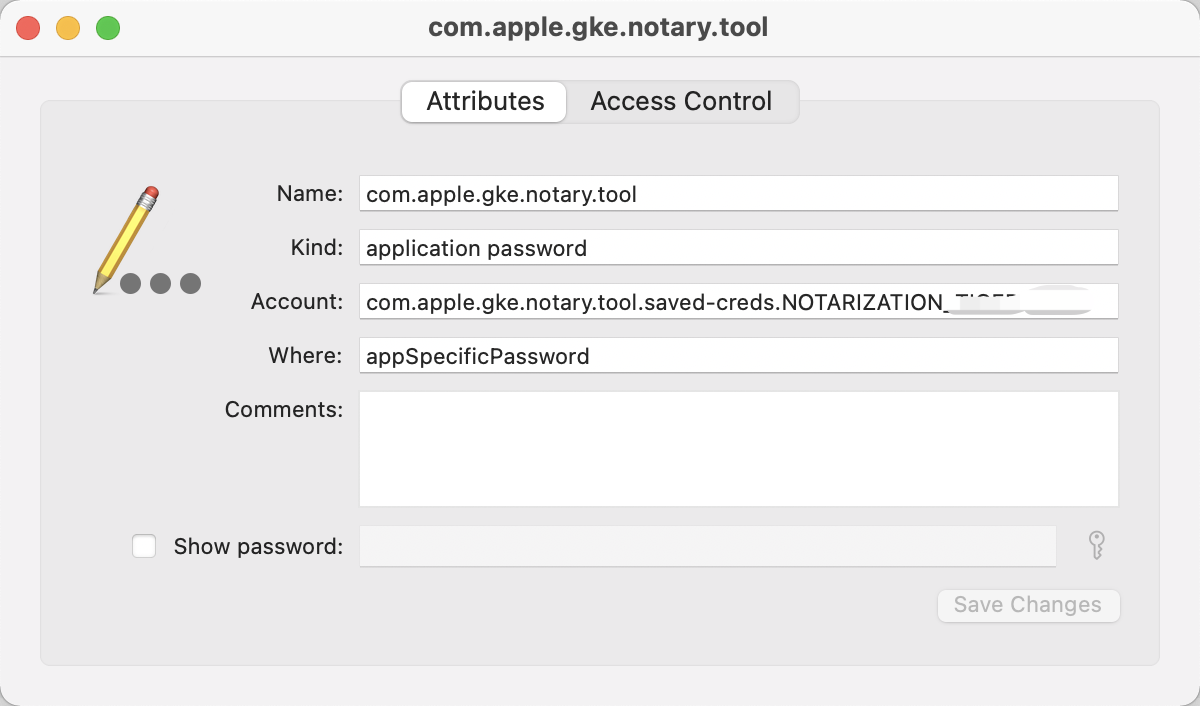 com.apple.gke.notary.tool
Attributes
Access Control
Name: com.apple.gke.notary.tool
Kind: application password
Account: com.apple.gke.notary.tool.saved-creds.NOTARIZATION_
Where: appSpecificPassword
Comments:
Show password:
Save Changes